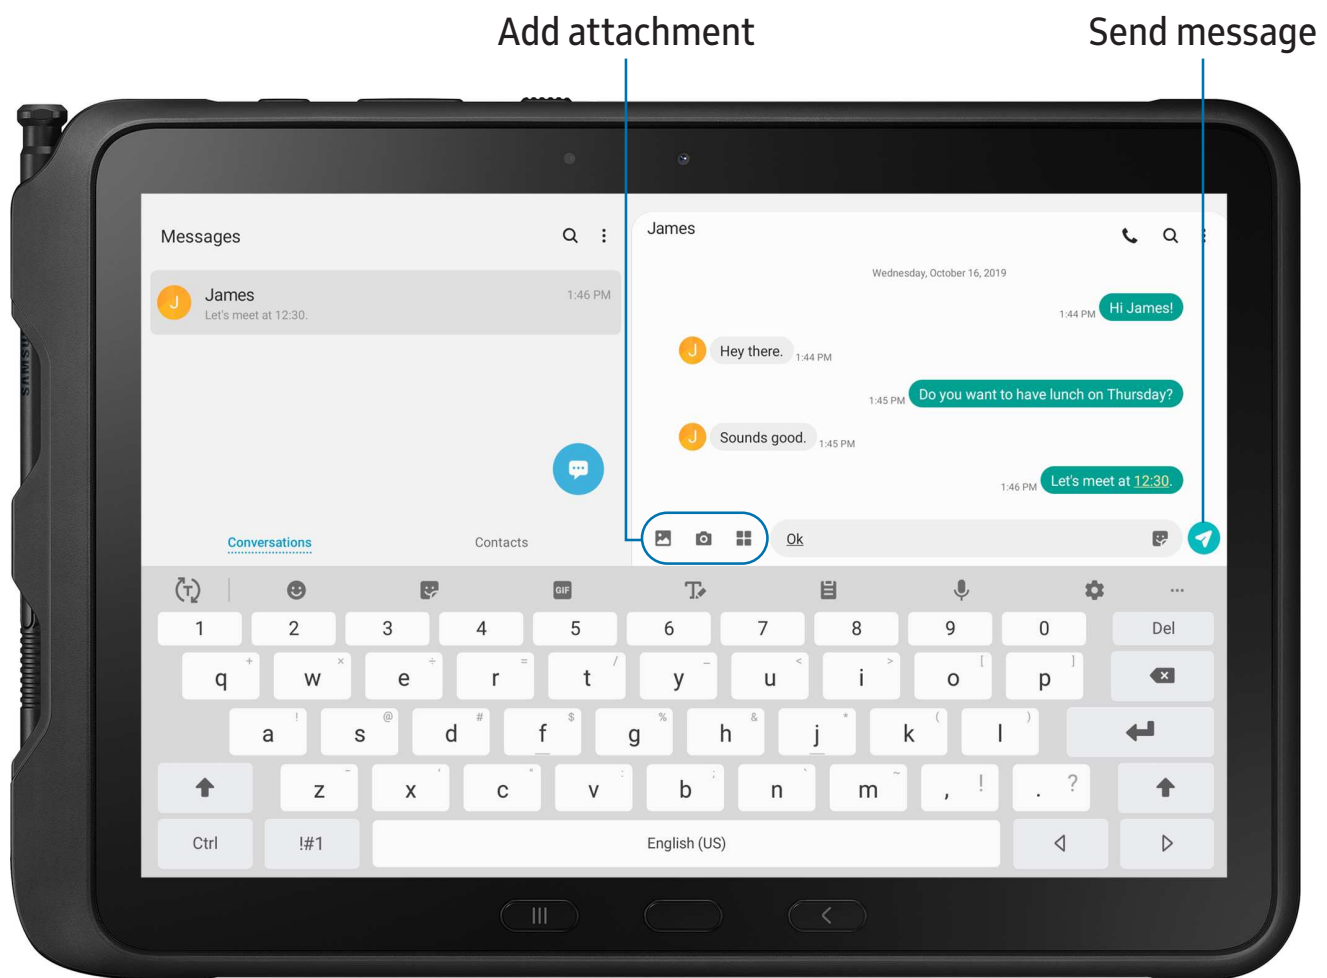 Add attachment
Send message
SAMSUNG
Messages
J
James
1:46 PM
Let's meet at 12:30.
Conversations
Contacts
James
Wednesday, October 16, 2019
1:44 PM
Hi James!
J
Hey there.
1:44 PM
1:45 PM
Do you want to have lunch on Thursday?
J
Sounds good.
1:45 PM
1:46 PM
Let's meet at 12:30.
Ok
T
GIF
T
1 2 3 4 5 6 7 8 9 0 Del
q + w × e ÷ r = t / y _ u < i > o [ p ]
a ! s @ d # f $ g % h & j * k ( l )
z - x ' c " v : b ; n ` m ~ , ! . ?
Ctrl !#1 English (US)